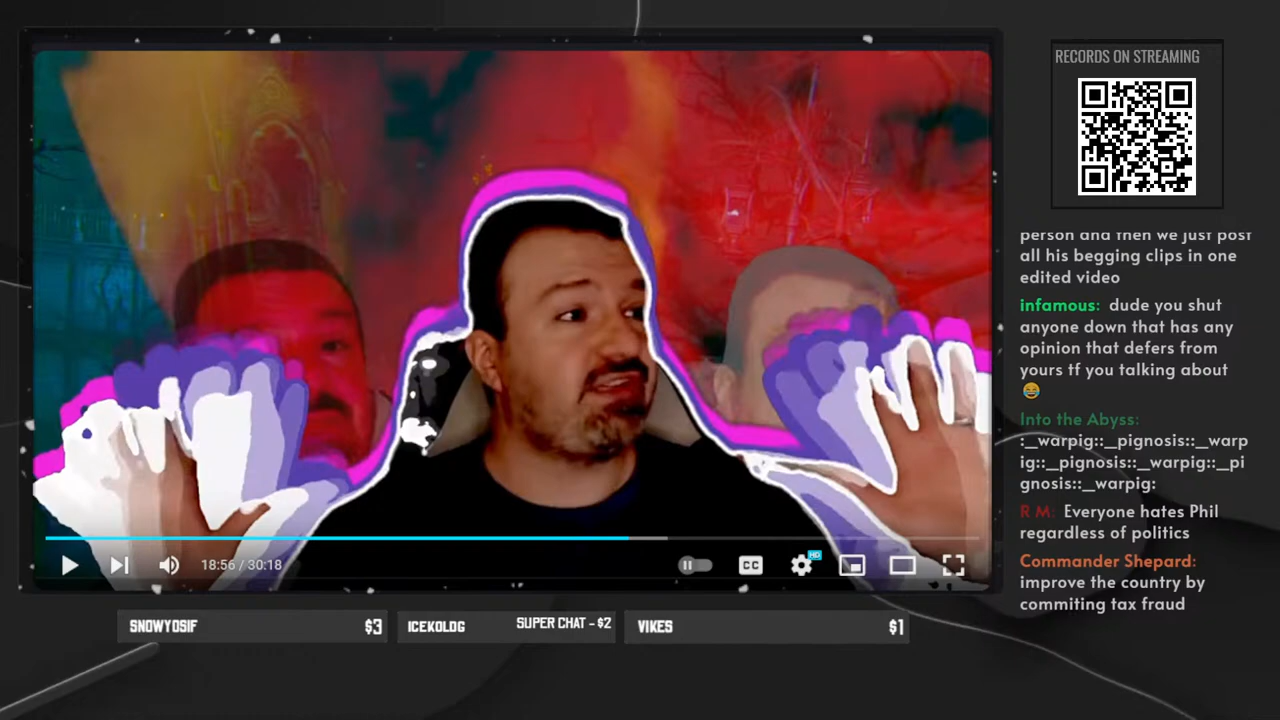 RECORDS ON STREAMING
person and then we just post
all his begging clips in one
edited video
infamous: dude you shut
anyone down that has any
opinion that defers from
yours tf you talking about
😂
Into the Abyss:
:_warpig::_pignosis::_warp
ig::_pignosis::_warpig::_pi
gnosis::_warpig:
R M: Everyone hates Phil
regardless of politics
Commander Shepard:
improve the country by
commiting tax fraud
18:56 / 30:18
CC
HD
SNOWYOSIF $3
ICEKOLDG SUPER CHAT - $2
VIKES $1